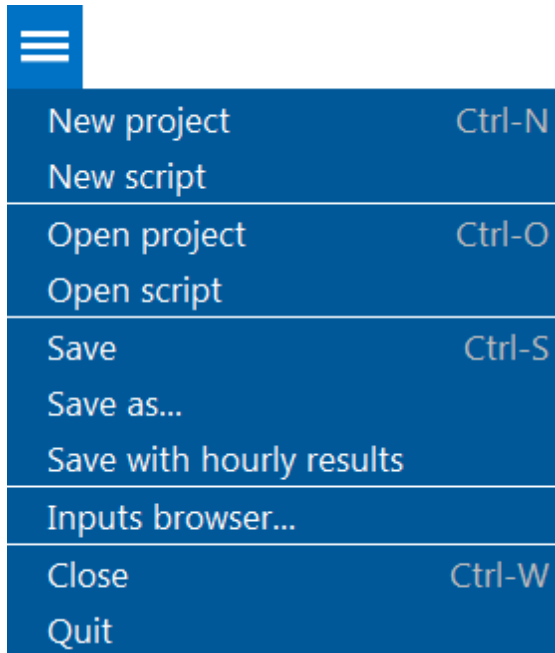 New project Ctrl-N
New script
Open project Ctrl-O
Open script
Save Ctrl-S
Save as...
Save with hourly results
Inputs browser...
Close Ctrl-W
Quit